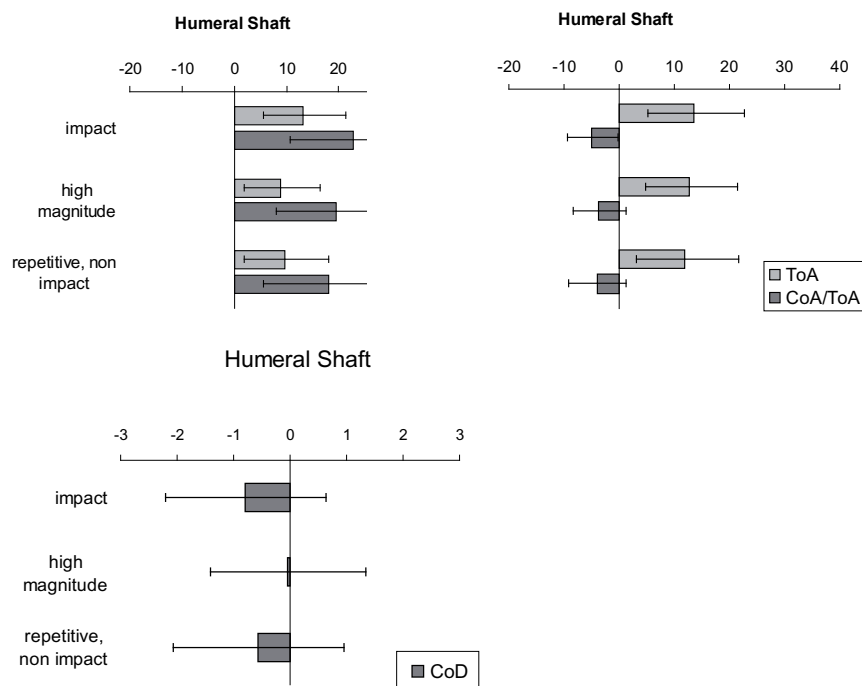 Humeral Shaft
-20 -10 0 10 20
impact
high
magnitude
repetitive, non
impact
Humeral Shaft
-20 -10 0 10 20 30 40
ToA
CoA/ToA
Humeral Shaft
-3 -2 -1 0 1 2 3
impact
high
magnitude
repetitive,
non impact
CoD